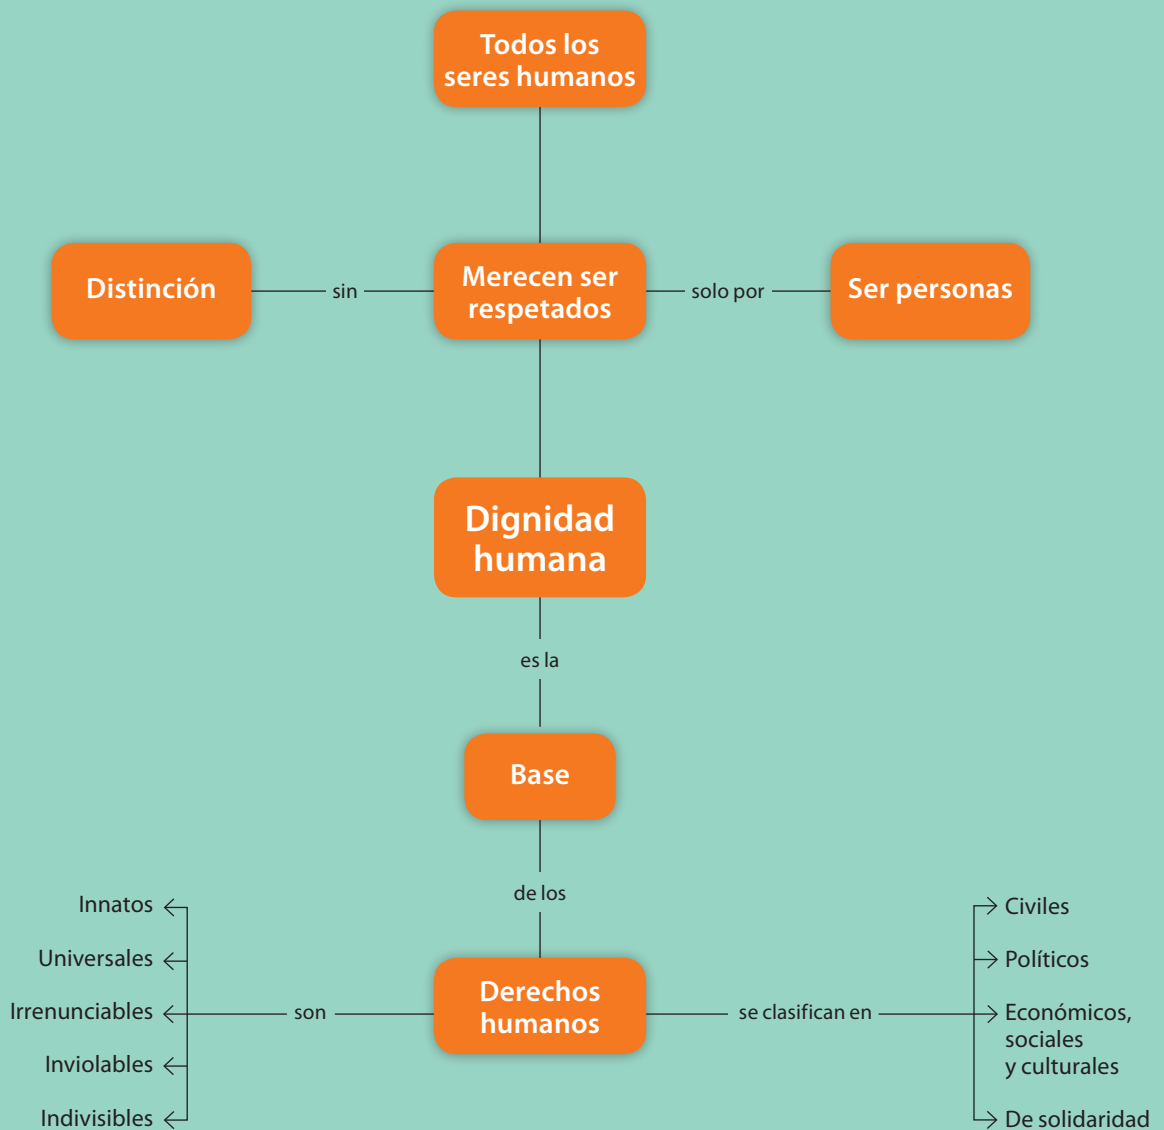 Todos los
seres humanos
Distinción
sin
Merecen ser
respetados
solo por
Ser personas
Dignidad
humana
es la
Base
de los
Innatos
Universales
Irrenunciables
Inviolables
Indivisibles
son
Derechos
humanos
se clasifican en
Civiles
Políticos
Económicos,
sociales
y culturales
De solidaridad